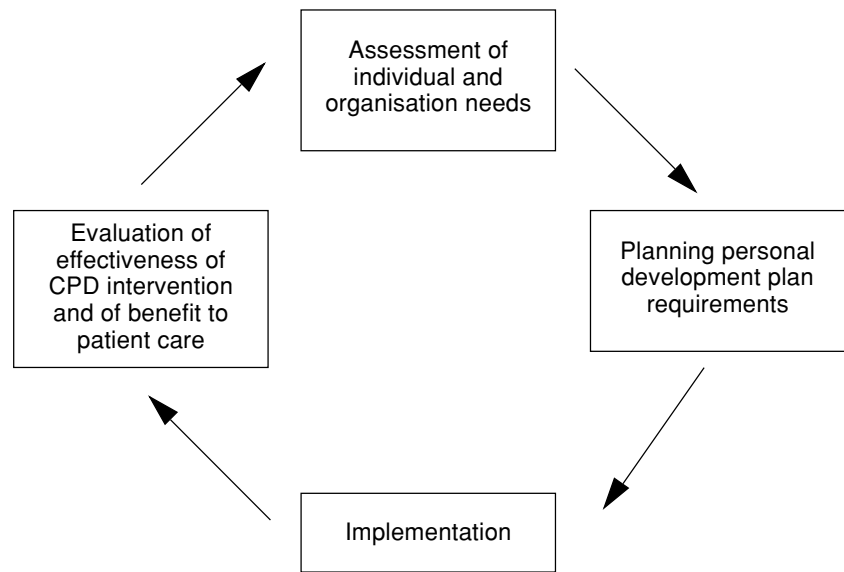 Assessment of
individual and
organisation needs
Planning personal
development plan
requirements
Implementation
Evaluation of
effectiveness of
CPD intervention
and of benefit to
patient care